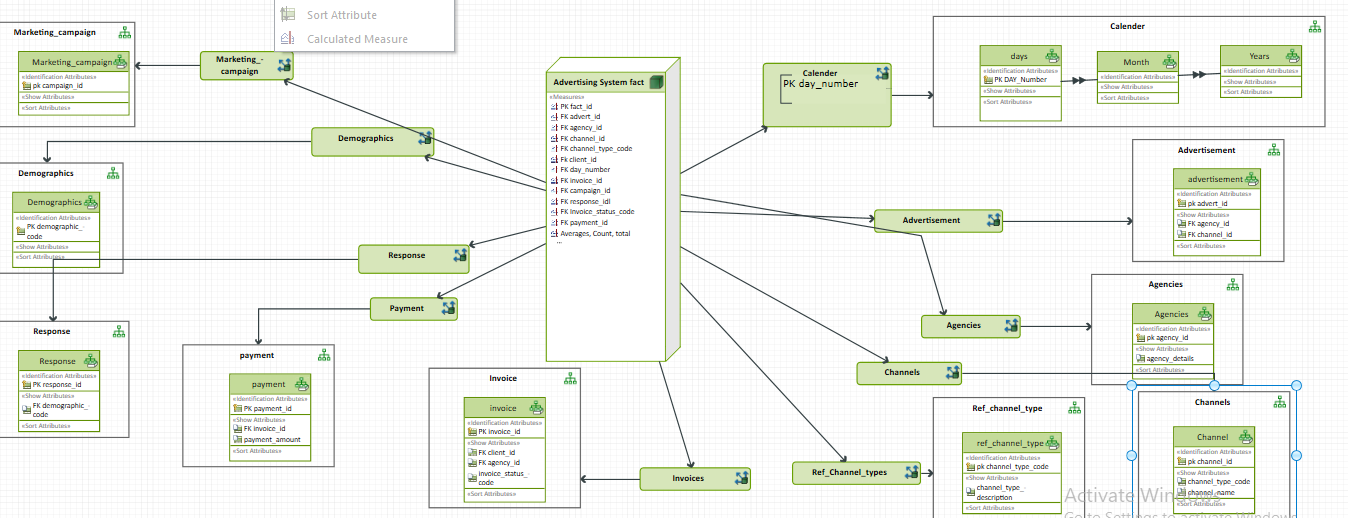 Sort Attribute
Calculated Measure
Marketing_campaign
Marketing_campaign
«Identification Attributes»
pk campaign_id
«Show Attributes»
«Sort Attributes»
Marketing_-
campaign
Demographics
Demographics
Demographics
«Identification Attributes»
PK demographic_-
code
«Show Attributes»
«Sort Attributes»
Response
Response
Response
«Identification Attributes»
PK response_id
«Show Attributes»
FK demographic_-
code
«Sort Attributes»
Payment
payment
payment
«Identification Attributes»
PK payment_id
«Show Attributes»
FK invoice_id
payment_amount
«Sort Attributes»
Advertising System fact
«Measures»
PK fact_id
FK advert_id
FK agency_id
FK channel_id
FK channel_type_code
Fk client_id
FK day_number
FK invoice_id
FK campaign_id
FK response_idl
FK Invoice_status_code
FK payment_id
Averages, Count, total
...
Invoice
invoice
«Identification Attributes»
PK invoice_id
«Show Attributes»
FK client_id
FK agency_id
invoice_status_-
code
«Sort Attributes»
Invoices
Calender
PK day_number
Calender
days
«Identification Attributes»
PK DAY_Number
«Show Attributes»
«Sort Attributes»
Month
«Identification Attributes»
«Show Attributes»
«Sort Attributes»
Years
«Identification Attributes»
«Show Attributes»
«Sort Attributes»
Advertisement
Advertisement
advertisement
«Identification Attributes»
pk advert_id
«Show Attributes»
FK agency_id
FK channel_id
«Sort Attributes»
Agencies
Agencies
Agencies
«Identification Attributes»
pk agency_id
«Show Attributes»
agency_details
«Sort Attributes»
Channels
Channels
Channel
«Identification Attributes»
pk channel_id
«Show Attributes»
channel_type_code
channel_name
«Sort Attributes»
Ref_Channel_types
Ref_channel_type
ref_channel_type
«Identification Attributes»
pk channel_type_code
«Show Attributes»
channel_type_-
description
«Sort Attributes»
Activate Windows
Go to Settings to activate Windows